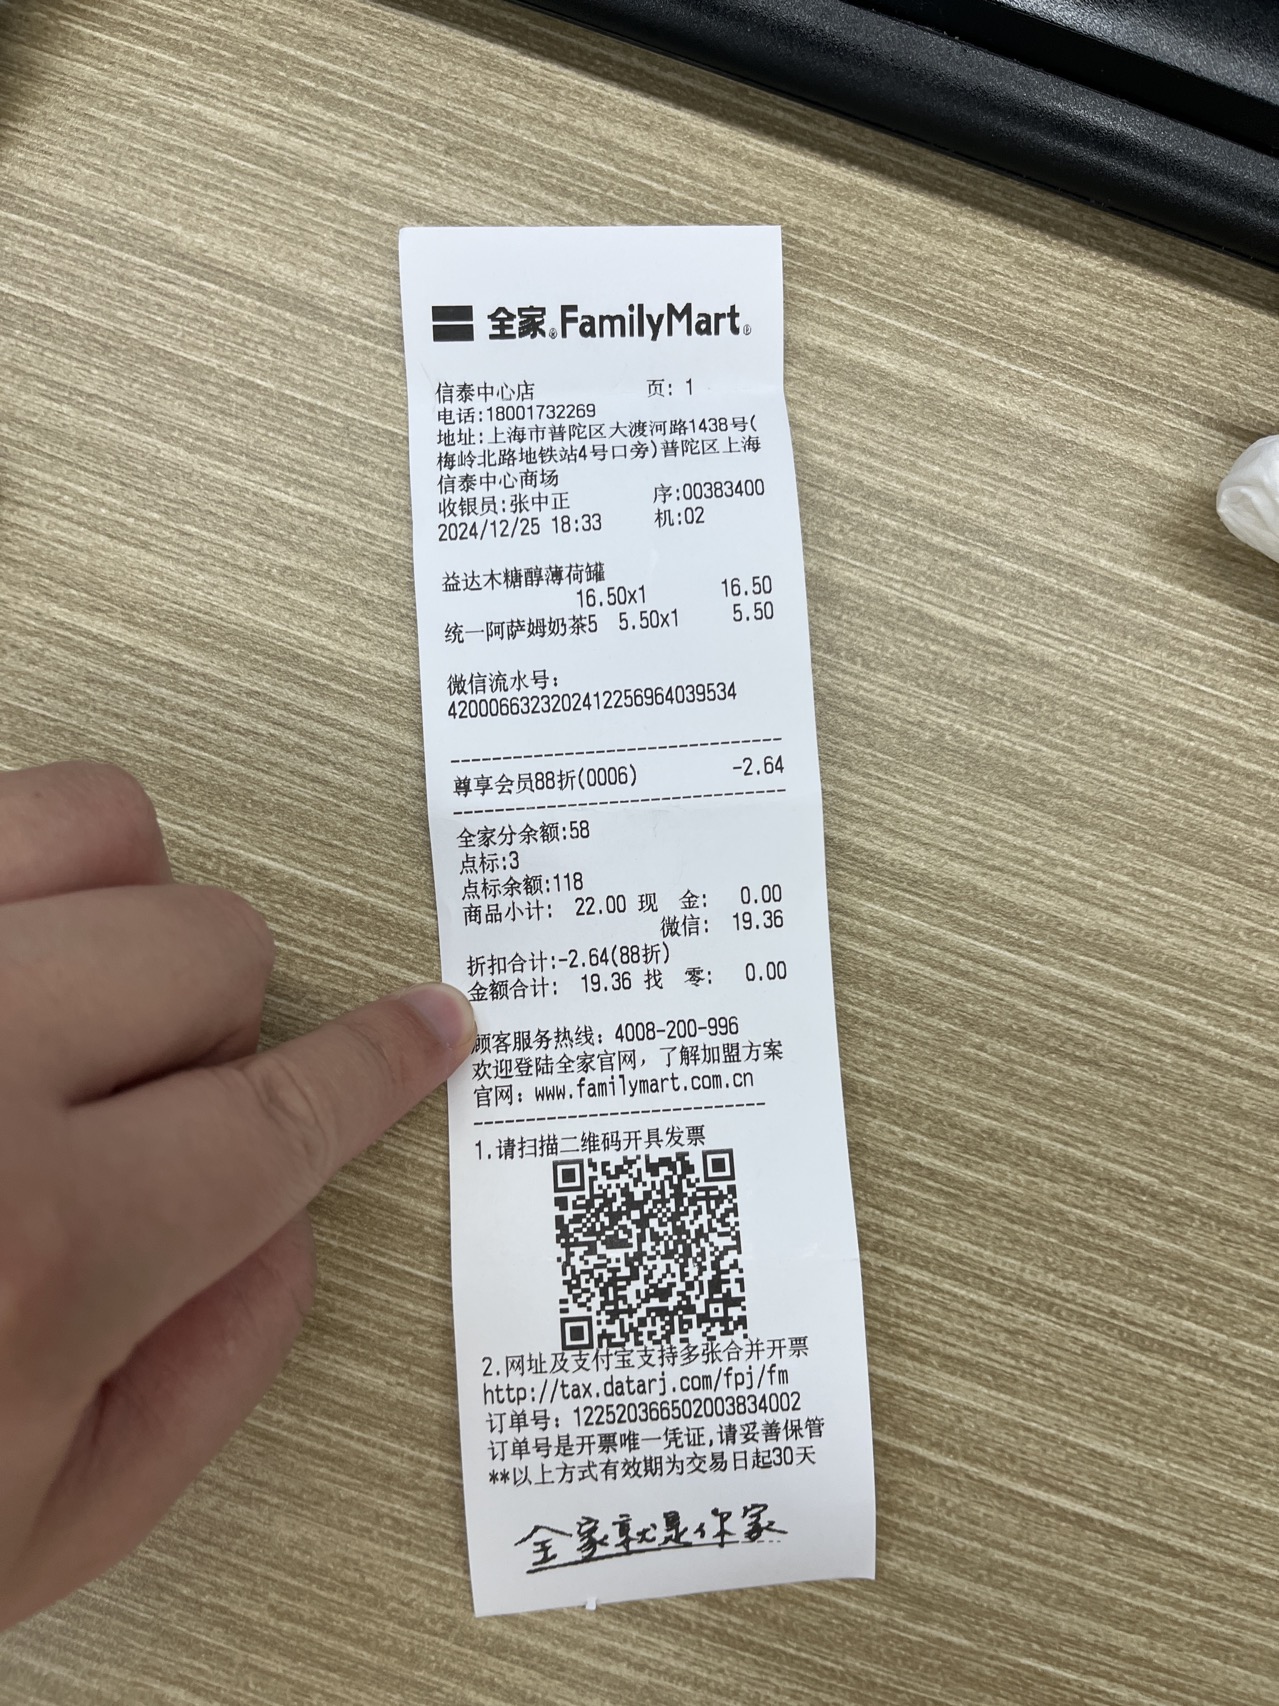 全家®FamilyMart®
信泰中心店 页: 1
电话:18001732269
地址:上海市普陀区大渡河路1438号(
梅岭北路地铁站4号口旁)普陀区上海
信泰中心商场
收银员:张中正 序:00383400
2024/12/25 18:33 机:02
益达木糖醇薄荷罐
16.50x1 16.50
统一阿萨姆奶茶5 5.50x1 5.50
微信流水号:
4200066323202412256964039534
尊享会员88折(0006) -2.64
全家分余额:58
点标:3
点标余额:118
商品小计: 22.00 现 金: 0.00
微信: 19.36
折扣合计:-2.64(88折)
金额合计: 19.36 找 零: 0.00
顾客服务热线: 4008-200-996
欢迎登陆全家官网, 了解加盟方案
官网: www.familymart.com.cn
1.请扫描二维码开具发票
2.网址及支付宝支持多张合并开票
http://tax.datarj.com/fpj/fm
订单号: 122520366502003834002
订单号是开票唯一凭证,请妥善保管
**以上方式有效期为交易日起30天
全家就是你家